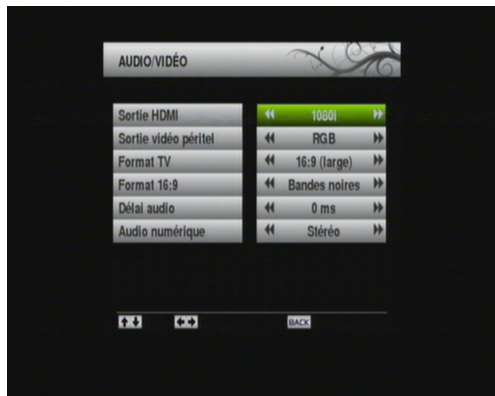 AUDIO/VIDÉO
Sortie HDMI 1080I
Sortie vidéo péritel RGB
Format TV 16:9 (large)
Format 16:9 Bandes noires
Délai audio 0 ms
Audio numérique Stéréo
BACK